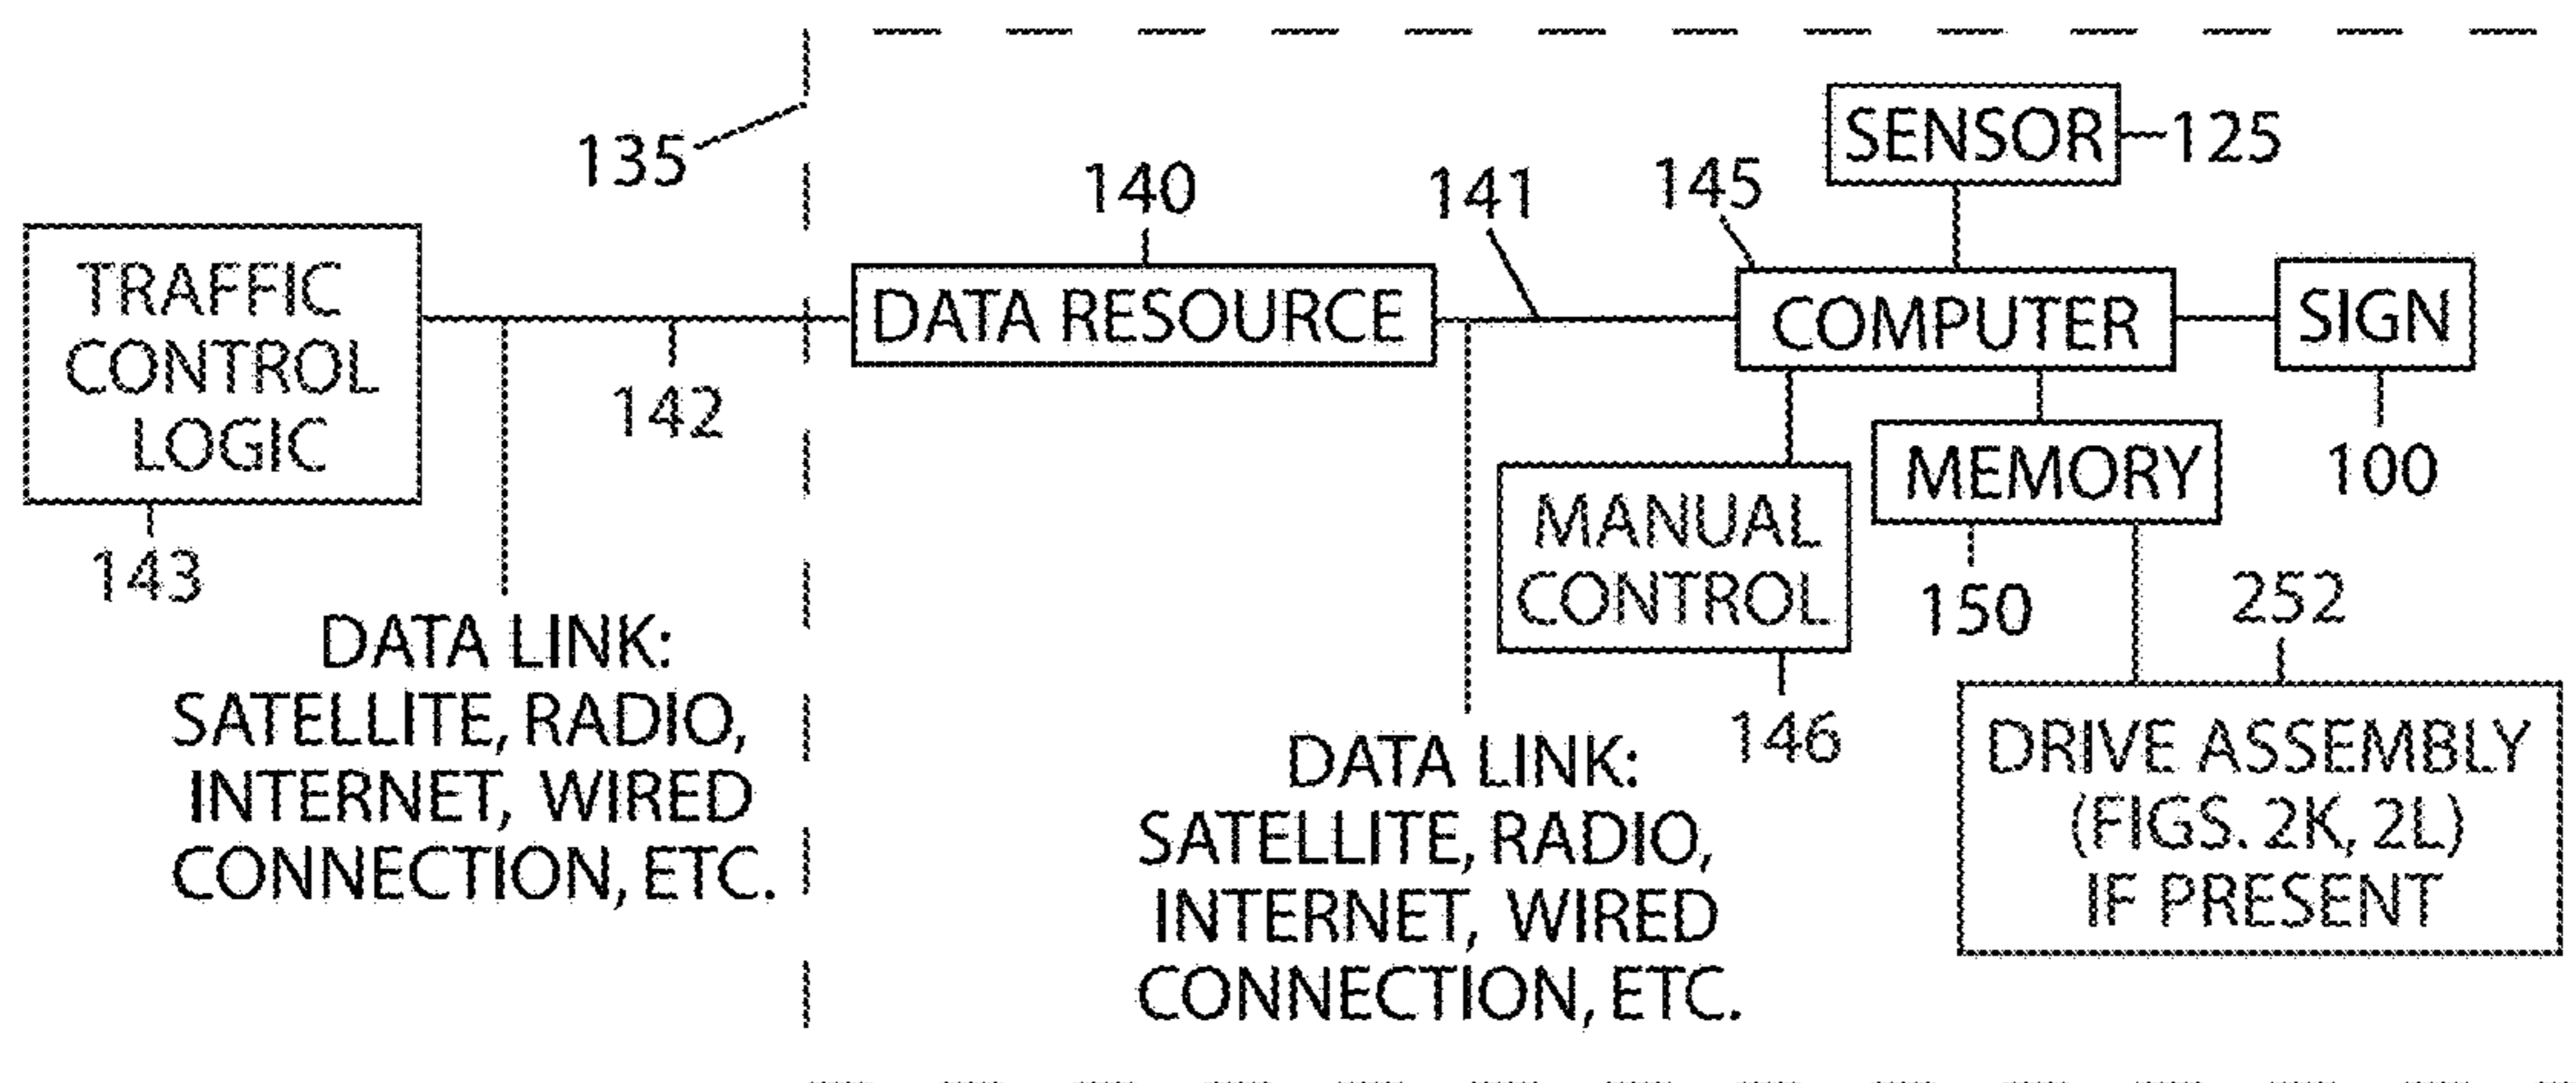 SENSOR
125
135
140
141
145
TRAFFIC
CONTROL
LOGIC
DATA RESOURCE
COMPUTER
SIGN
142
100
143
MANUAL
CONTROL
MEMORY
150
252
146
DATA LINK:
SATELLITE, RADIO,
INTERNET, WIRED
CONNECTION, ETC.
DATA LINK:
SATELLITE, RADIO,
INTERNET, WIRED
CONNECTION, ETC.
DRIVE ASSEMBLY
(FIGS. 2K, 2L)
IF PRESENT